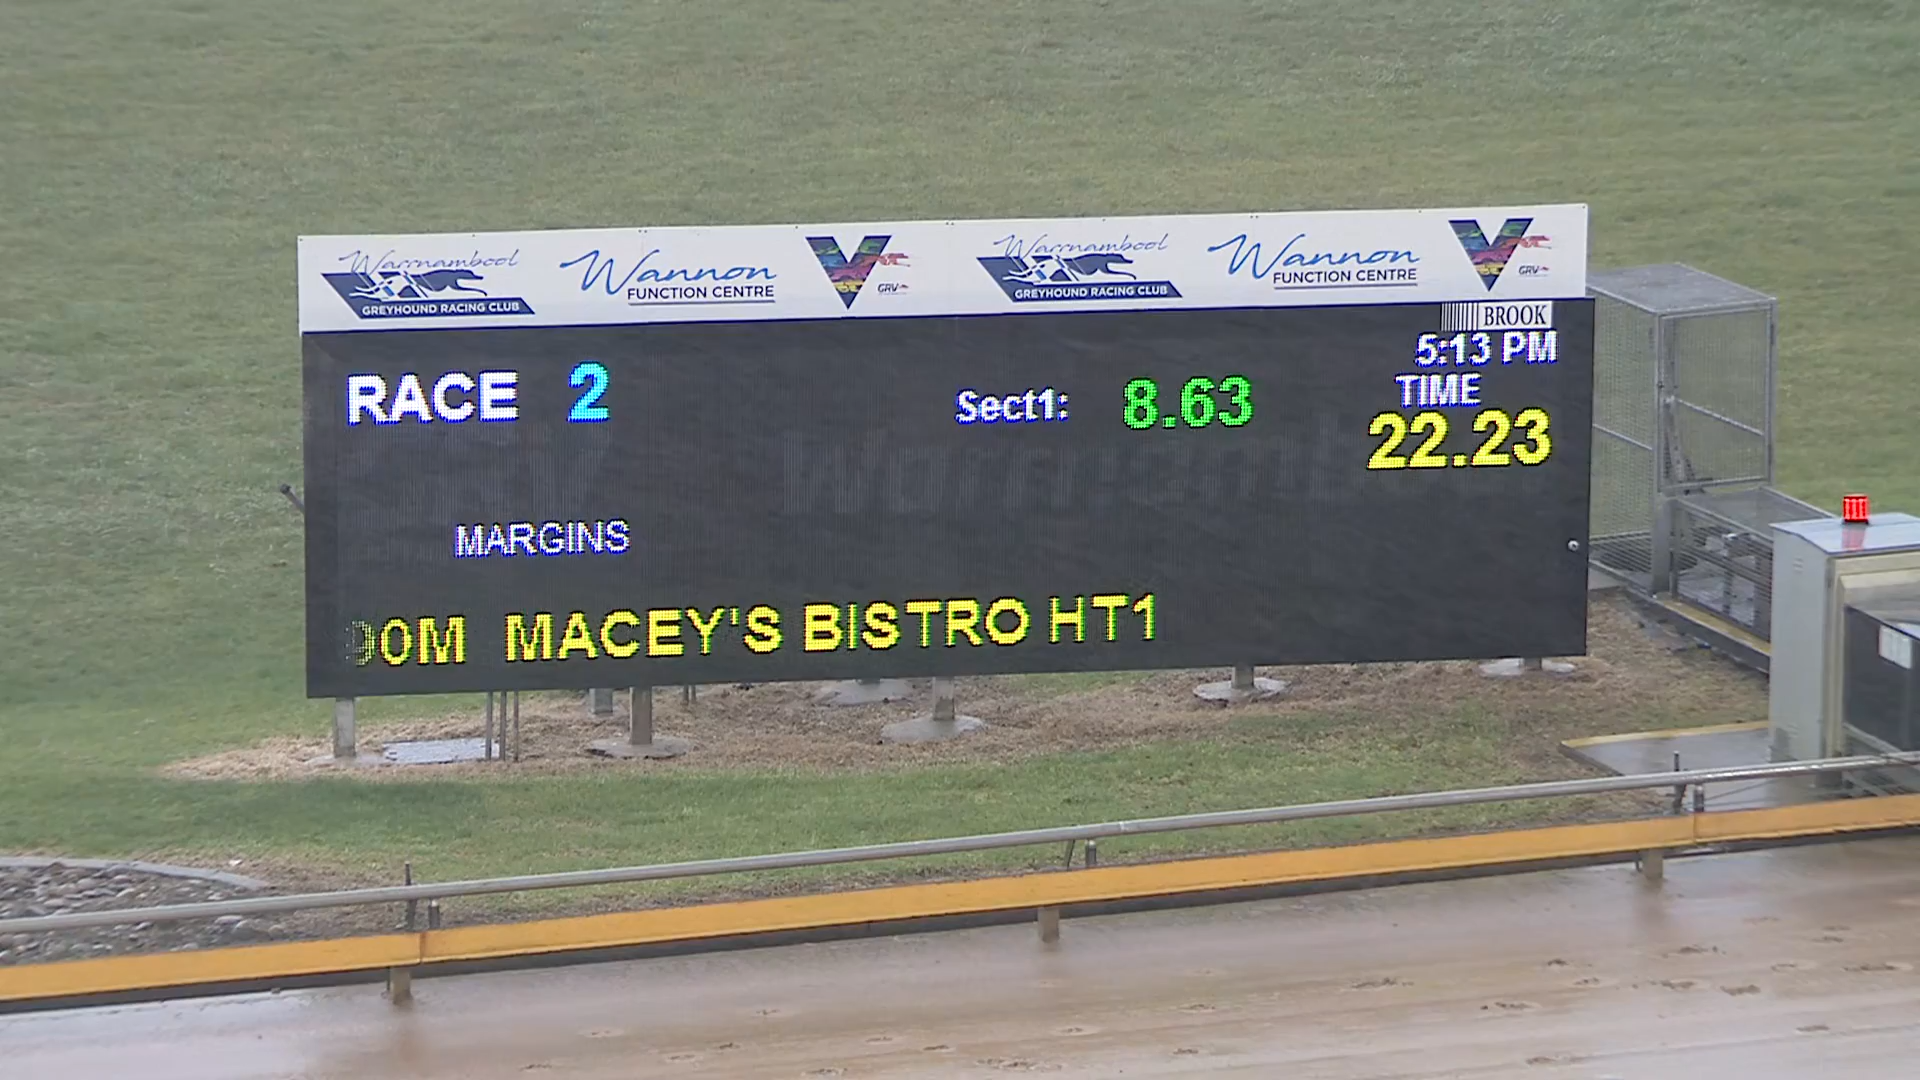 Warrnambool
GREYHOUND RACING CLUB
Wannon
FUNCTION CENTRE
V
GRV
Warrnambool
GREYHOUND RACING CLUB
Wannon
FUNCTION CENTRE
V
GRV
BROOK
5:13 PM
RACE 2
Sect1: 8.63
TIME
22.23
MARGINS
0M MACEY'S BISTRO HT1